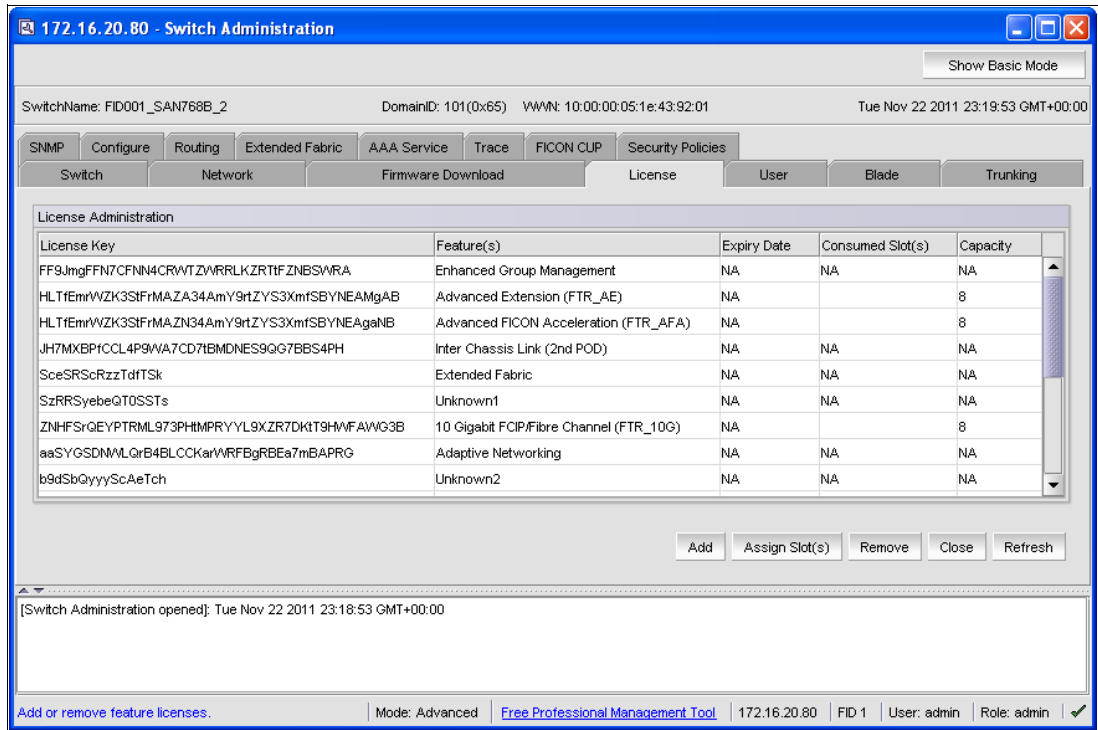 172.16.20.80 - Switch Administration
Show Basic Mode
SwitchName: FID001_SAN768B_2 DomainID: 101(0x65) WWN: 10:00:00:05:1e:43:92:01 Tue Nov 22 2011 23:19:53 GMT+00:00
SNMP Configure Routing Extended Fabric AAA Service Trace FICON CUP Security Policies
Switch Network Firmware Download License User Blade Trunking
License Administration
License Key Feature(s) Expiry Date Consumed Slot(s) Capacity
FF9JmgFFN7CFNN4CRWTZWRRLKZRTtFZNBSWRA Enhanced Group Management NA NA NA
HLTfEmrWZK3StFrMAZA34AmY9rtZYS3XmfSBYNEAMgAB Advanced Extension (FTR_AE) NA 8
HLTfEmrWZK3StFrMAZN34AmY9rtZYS3XmfSBYNEAgaNB Advanced FICON Acceleration (FTR_AFA) NA 8
JH7MXBPfCCL4P9WA7CD7tBMDNES9QG7BBS4PH Inter Chassis Link (2nd POD) NA NA NA
SceSRScRzzTdfTSk Extended Fabric NA NA NA
SzRRSyebeQT0SSTs Unknown1 NA NA NA
ZNHFSrQEYPTRML973PHtMPRYYL9XZR7DKtT9HWFAWG3B 10 Gigabit FCIP/Fibre Channel (FTR_10G) NA 8
aaSYGSDNWLQrB4BLCCKarWRFBgRBEa7mBAPRG Adaptive Networking NA NA NA
b9dSbQyyyScAeTch Unknown2 NA NA NA
Add Assign Slot(s) Remove Close Refresh
[Switch Administration opened]: Tue Nov 22 2011 23:18:53 GMT+00:00
Add or remove feature licenses. Mode: Advanced Free Professional Management Tool 172.16.20.80 FID 1 User: admin Role: admin